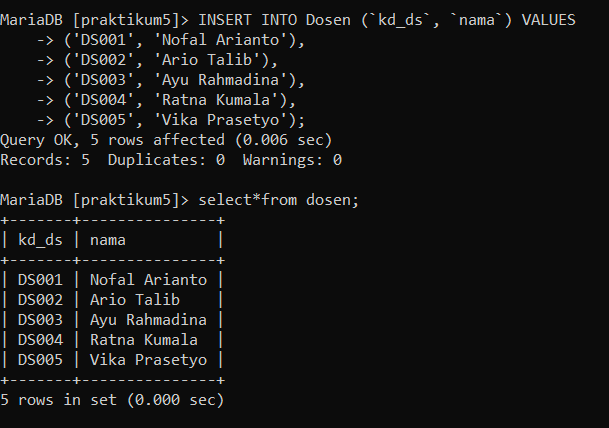 MariaDB [praktikum5]> INSERT INTO Dosen (`kd_ds`, `nama`) VALUES
    -> ('DS001', 'Nofal Arianto'),
    -> ('DS002', 'Ario Talib'),
    -> ('DS003', 'Ayu Rahmadina'),
    -> ('DS004', 'Ratna Kumala'),
    -> ('DS005', 'Vika Prasetyo');
Query OK, 5 rows affected (0.006 sec)
Records: 5  Duplicates: 0  Warnings: 0

MariaDB [praktikum5]> select*from dosen;
+-------+---------------+
| kd_ds | nama          |
+-------+---------------+
| DS001 | Nofal Arianto |
| DS002 | Ario Talib    |
| DS003 | Ayu Rahmadina |
| DS004 | Ratna Kumala  |
| DS005 | Vika Prasetyo |
+-------+---------------+
5 rows in set (0.000 sec)